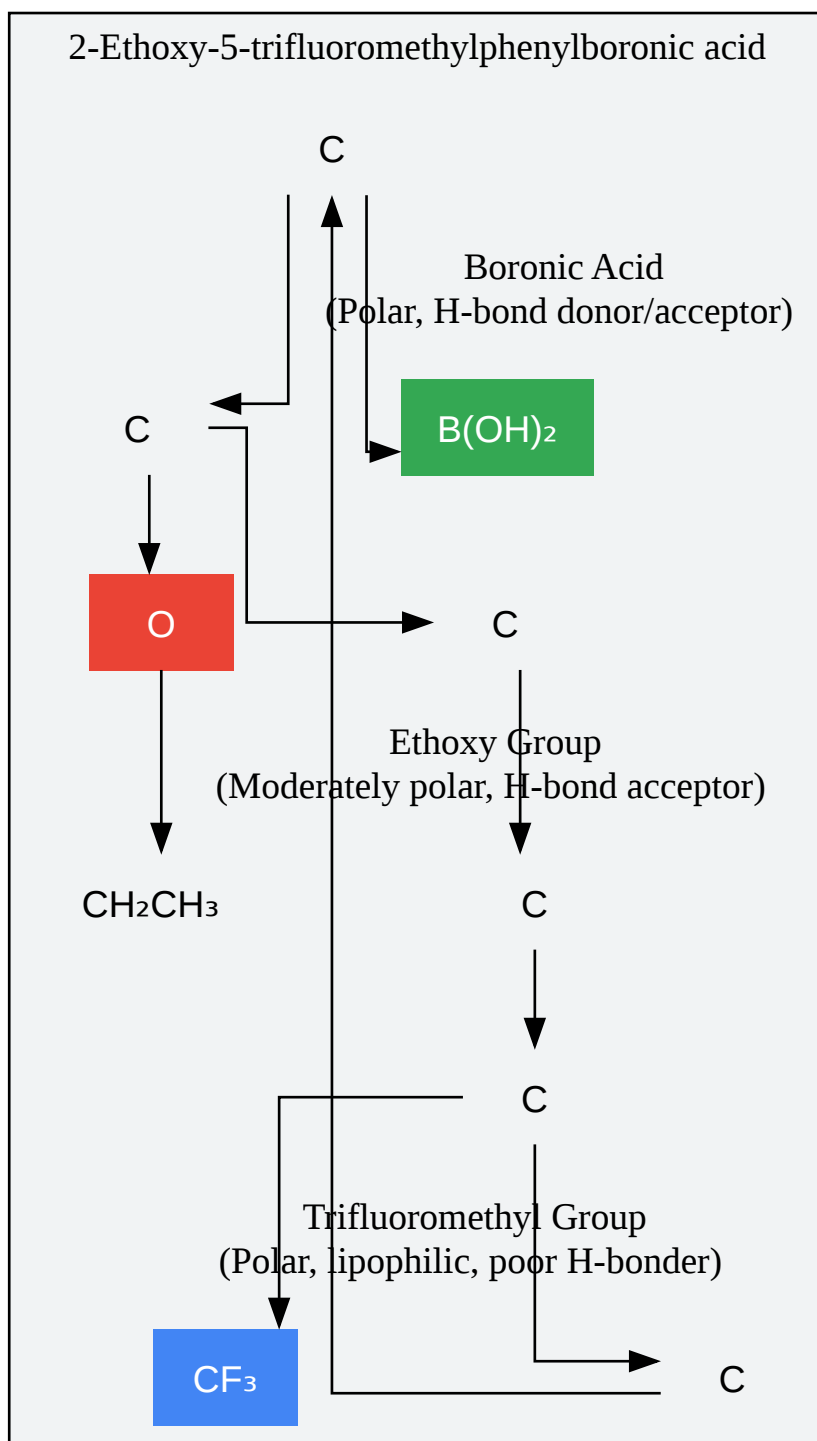 2-Ethoxy-5-trifluoromethylphenylboronic acid
C
Boronic Acid
(Polar, H-bond donor/acceptor)
C
B(OH)₂
O
C
Ethoxy Group
(Moderately polar, H-bond acceptor)
CH₂CH₃
C
C
Trifluoromethyl Group
(Polar, lipophilic, poor H-bonder)
CF₃
C